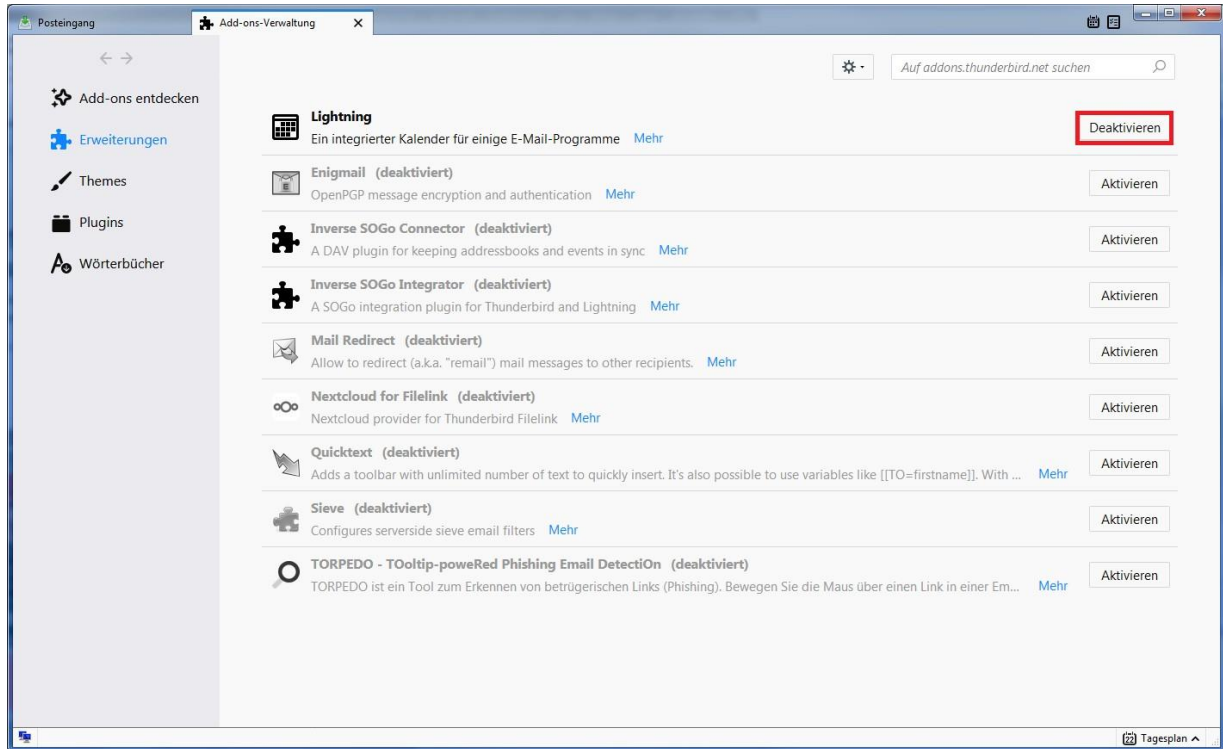 Posteingang
Add-ons-Verwaltung
Auf addons.thunderbird.net suchen
Add-ons entdecken
Erweiterungen
Themes
Plugins
Wörterbücher
Lightning
Ein integrierter Kalender für einige E-Mail-Programme Mehr
Deaktivieren
Enigmail (deaktiviert)
OpenPGP message encryption and authentication Mehr
Aktivieren
Inverse SOGo Connector (deaktiviert)
A DAV plugin for keeping addressbooks and events in sync Mehr
Aktivieren
Inverse SOGo Integrator (deaktiviert)
A SOGo integration plugin for Thunderbird and Lightning Mehr
Aktivieren
Mail Redirect (deaktiviert)
Allow to redirect (a.k.a. "remail") mail messages to other recipients. Mehr
Aktivieren
Nextcloud for Filelink (deaktiviert)
Nextcloud provider for Thunderbird Filelink Mehr
Aktivieren
Quicktext (deaktiviert)
Adds a toolbar with unlimited number of text to quickly insert. It's also possible to use variables like [[TO=firstname]]. With ... Mehr
Aktivieren
Sieve (deaktiviert)
Configures serverside sieve email filters Mehr
Aktivieren
TORPEDO - TOoltip-poweRed Phishing Email DetectiOn (deaktiviert)
TORPEDO ist ein Tool zum Erkennen von betrügerischen Links (Phishing). Bewegen Sie die Maus über einen Link in einer Em... Mehr
Aktivieren
22 Tagesplan